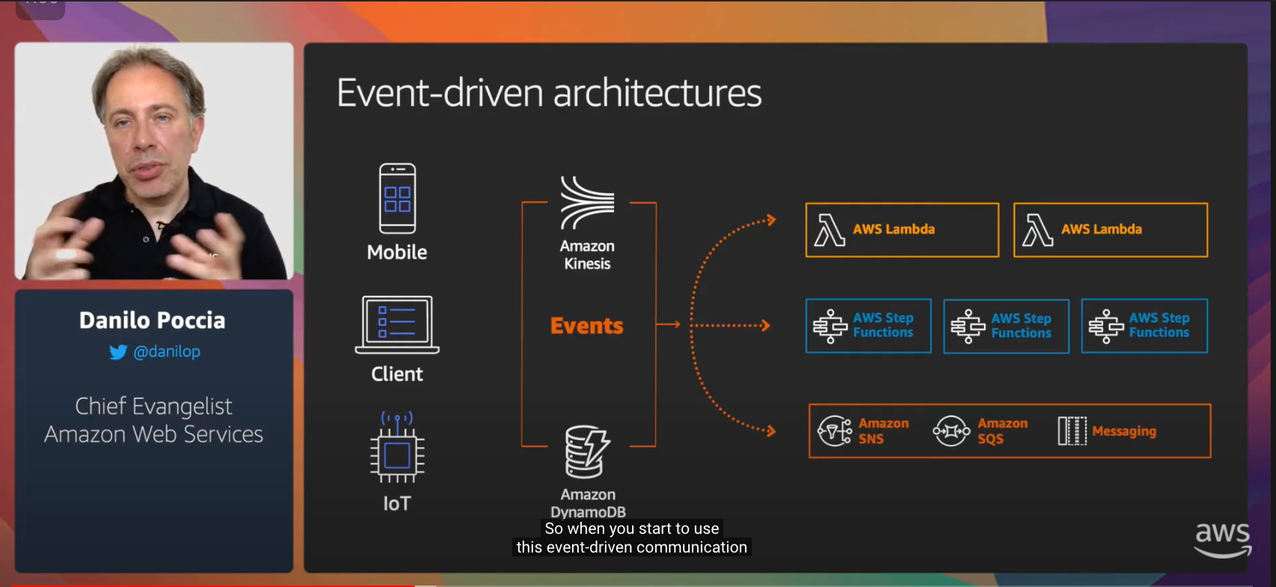 Event-driven architectures
Mobile
Client
IoT
Amazon
Kinesis
Events
Amazon
DynamoDB
AWS Lambda
AWS Lambda
AWS Step
Functions
AWS Step
Functions
AWS Step
Functions
Amazon
SNS
Amazon
SQS
Messaging
Danilo Poccia
@danilop
Chief Evangelist
Amazon Web Services
So when you start to use
this event-driven communication
aws